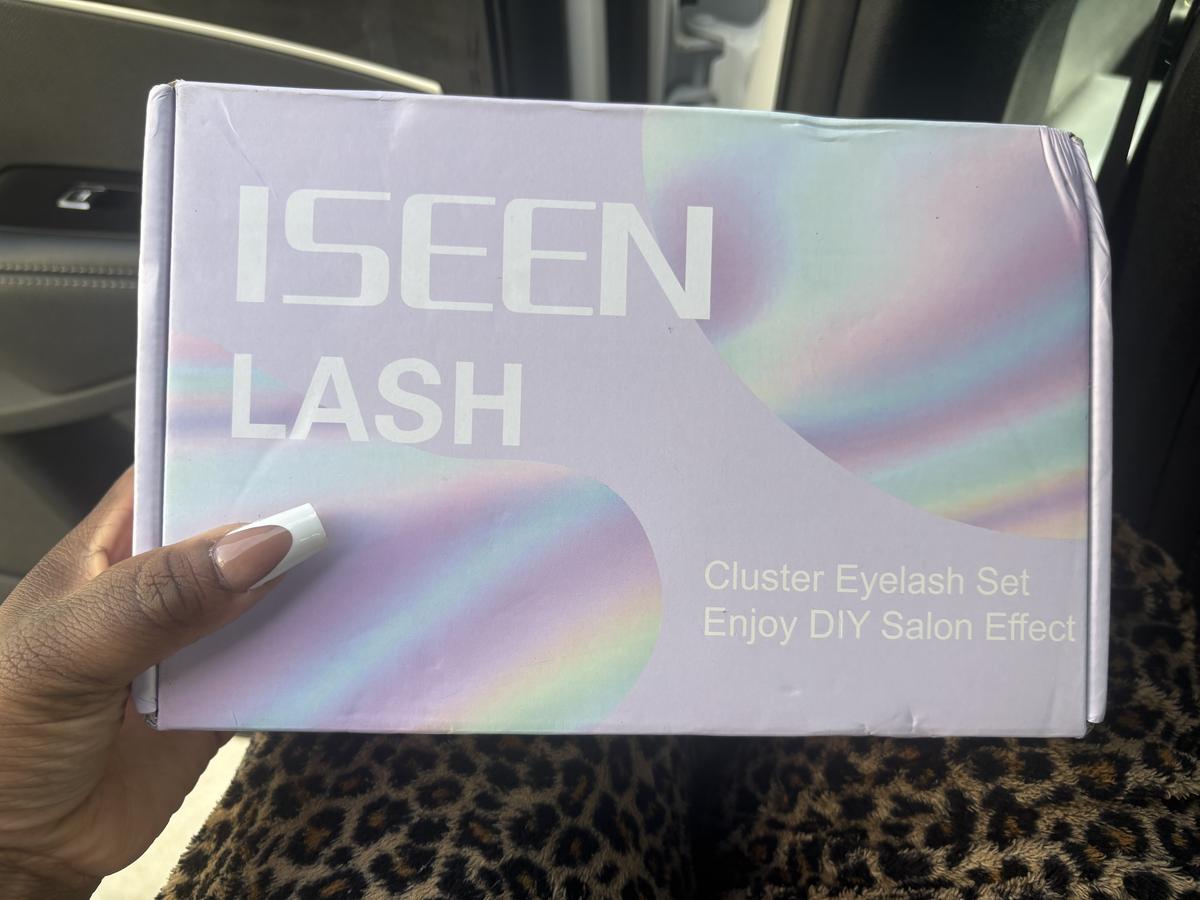 ISEEN
LASH
Cluster Eyelash Set
Enjoy DIY Salon Effect